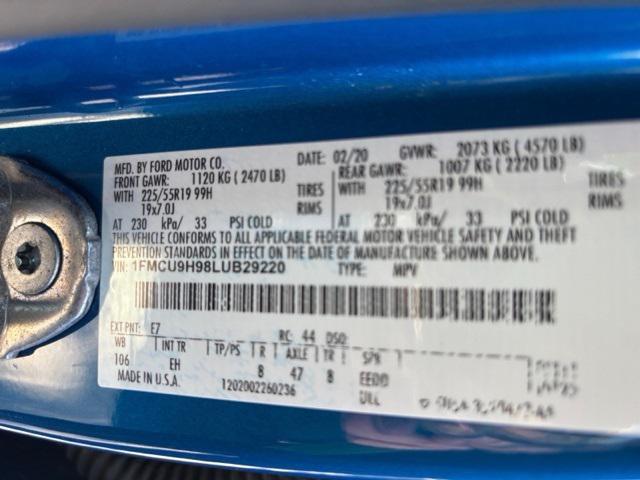 MFD. BY FORD MOTOR CO.
DATE: 02/20 GVWR: 2073 KG ( 4570 LB)
FRONT GAWR: 1120 KG ( 2470 LB) REAR GAWR: 1007 KG ( 2220 LB)
WITH 225/55R19 99H TIRES 225/55R19 99H TIRES
19x7.0J RIMS 19x7.0J RIMS
AT 230 kPa/ 33 PSI COLD AT 230 kPa/ 33 PSI COLD
THIS VEHICLE CONFORMS TO ALL APPLICABLE FEDERAL MOTOR VEHICLE SAFETY AND THEFT
PREVENTION STANDARDS IN EFFECT ON THE DATE OF MANUFACTURE SHOWN ABOVE.
VIN: 1FMCU9H98LUB29220 TYPE: MPV
EXT PNT: E7 RC: 44 DSO:
WB INT TR TP/PS R AXLE TR SPR
106 EH 8 47 8 EEDD
MADE IN U.S.A. 1202002260236